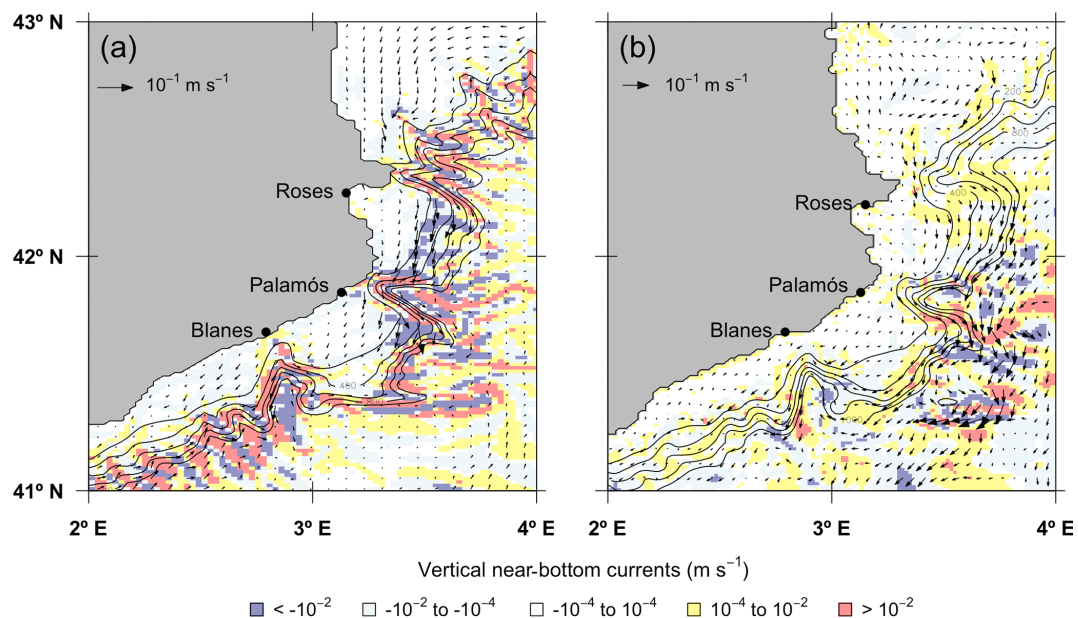 43º N
(a)
10⁻¹ m s⁻¹
Roses
42º N
Palamós
Blanes
400
41º N
2º E
3º E
4º E
(b)
10⁻¹ m s⁻¹
200
800
400
Roses
Palamós
Blanes
2º E
3º E
4º E
Vertical near-bottom currents (m s⁻¹)
< -10⁻² -10⁻² to -10⁻⁴ -10⁻⁴ to 10⁻⁴ 10⁻⁴ to 10⁻² > 10⁻²